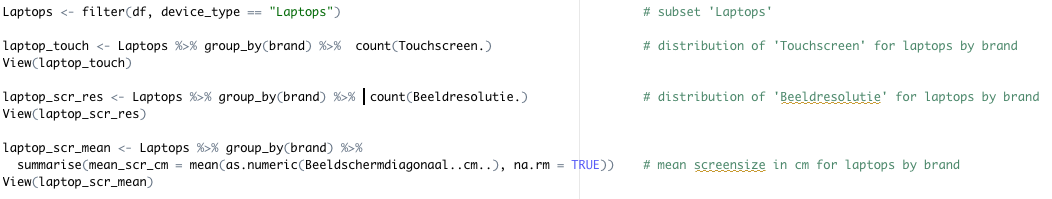 Laptops <- filter(df, device_type == "Laptops") # subset 'Laptops'
laptop_touch <- Laptops %>% group_by(brand) %>%  count(Touchscreen.) # distribution of 'Touchscreen' for laptops by brand
View(laptop_touch)
laptop_scr_res <- Laptops %>% group_by(brand) %>%  count(Beeldresolutie.) # distribution of 'Beeldresolutie' for laptops by brand
View(laptop_scr_res)
laptop_scr_mean <- Laptops %>% group_by(brand) %>%
  summarise(mean_scr_cm = mean(as.numeric(Beeldschermdiagonaal..cm..), na.rm = TRUE)) # mean screensize in cm for laptops by brand
View(laptop_scr_mean)